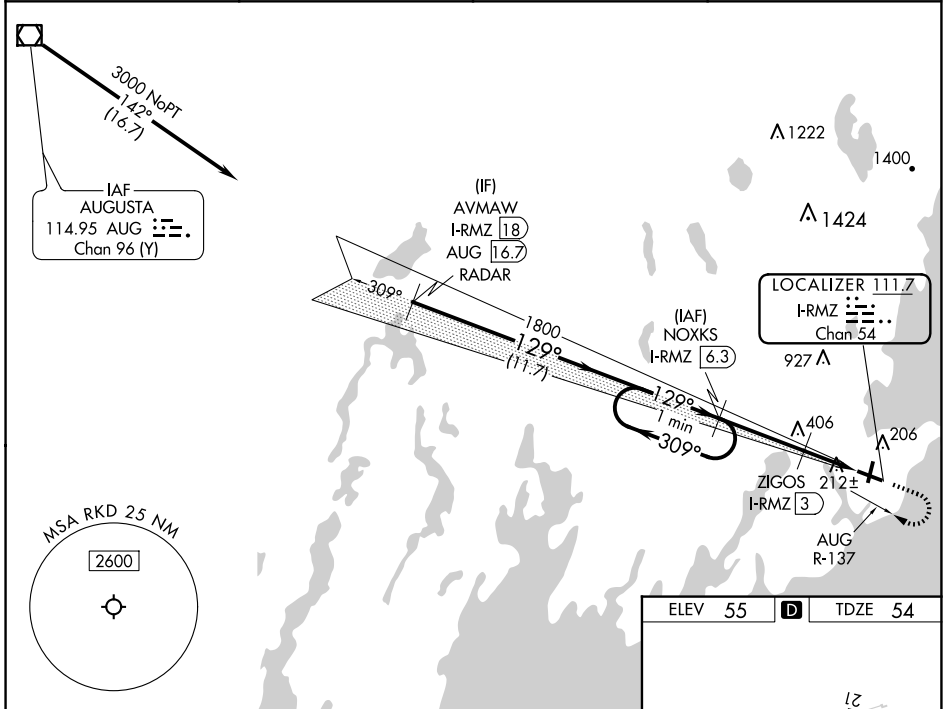 3000 NoPT
142°
(16.7)
IAF
AUGUSTA
114.95 AUG
Chan 96 (Y)
(IF)
AVMAW
I-RMZ 18
AUG 16.7
RADAR
309°
1800
129°
(11.7)
(IAF)
NOXKS
I-RMZ 6.3
129°
1 min
309°
1222
1400
1424
LOCALIZER 111.7
I-RMZ
Chan 54
927
406
206
ZIGOS 212±
I-RMZ 3
AUG
R-137
MSA RKD 25 NM
2600
ELEV 55 D TDZE 54
21